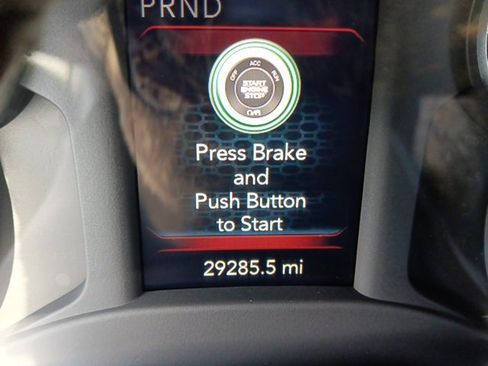 PRND
OFF ACC RUN
START
ENGINE
STOP
Press Brake
and
Push Button
to Start
29285.5 mi